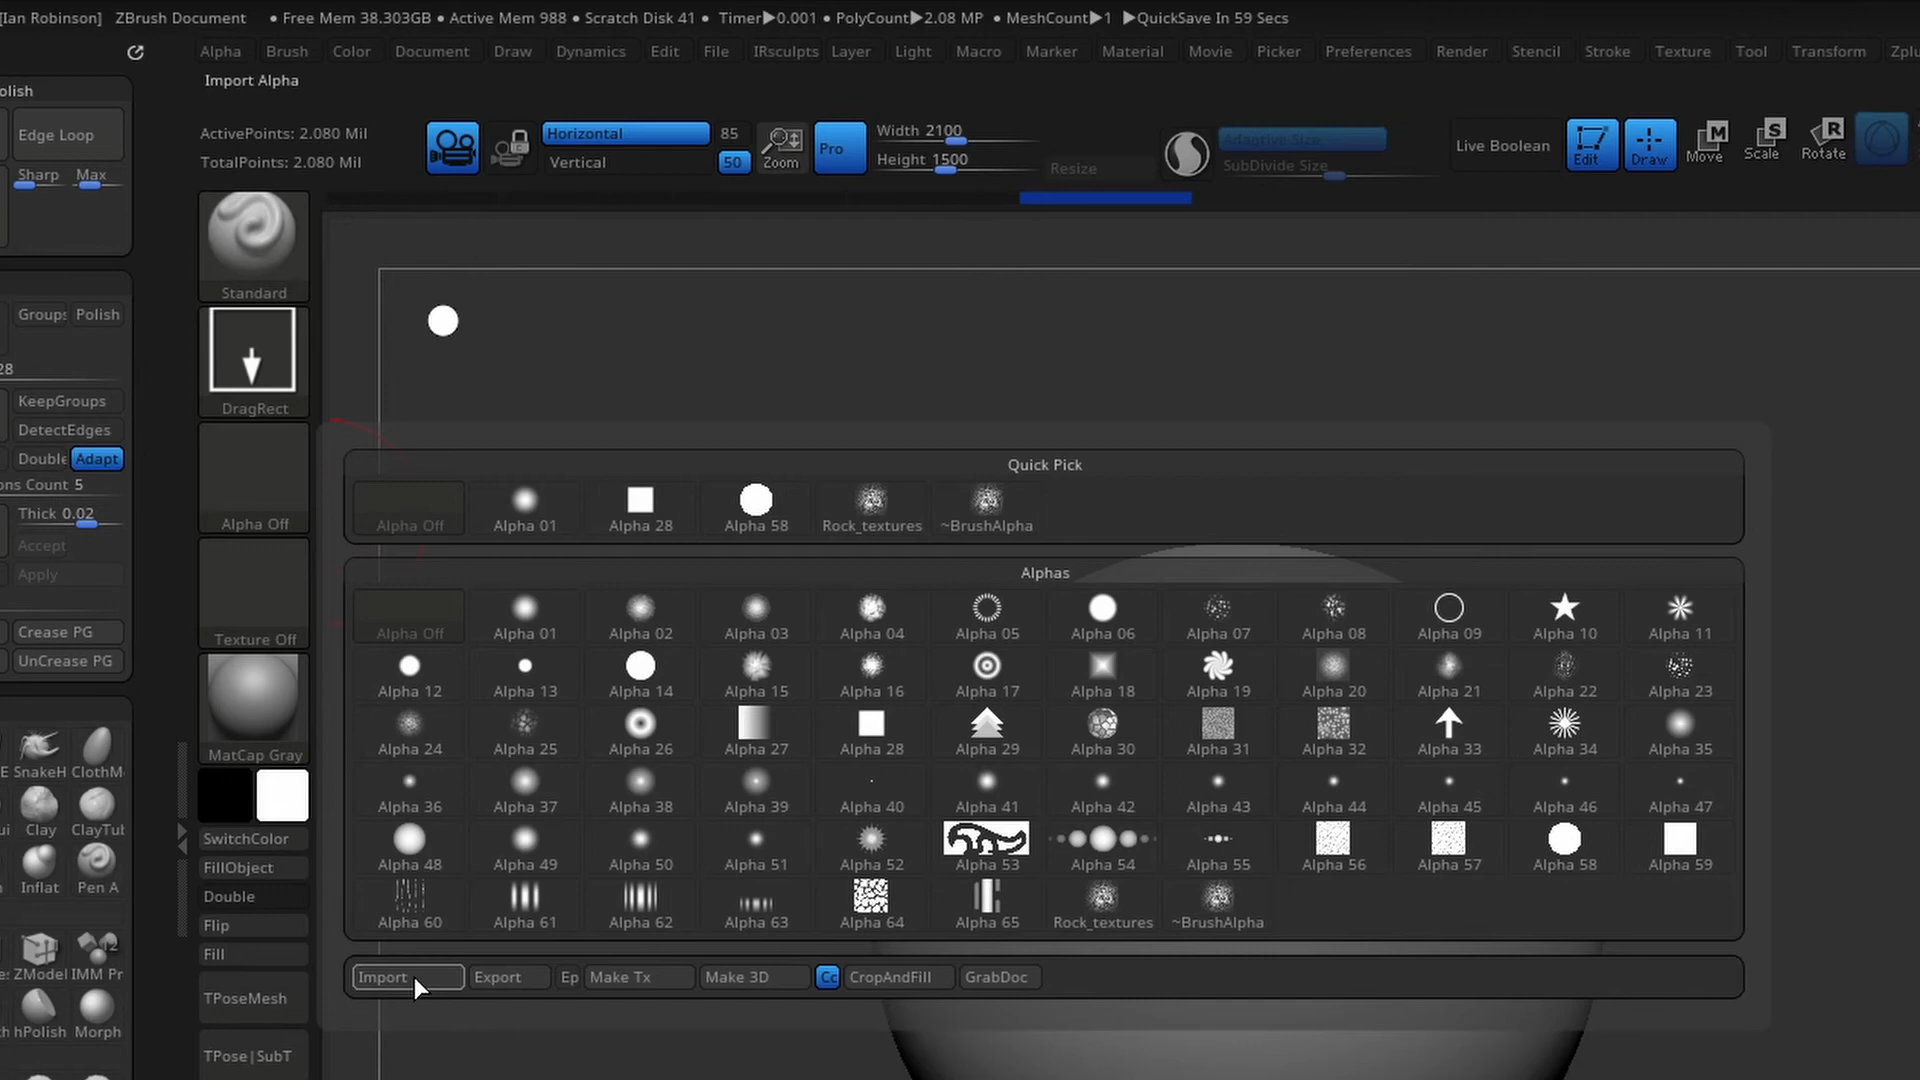 [Ian Robinson] ZBrush Document • Free Mem 38.303GB • Active Mem 988 • Scratch Disk 41 • Timer▶0.001 • PolyCount▶2.08 MP • MeshCount▶1 ▶QuickSave In 59 Secs
Alpha Brush Color Document Draw Dynamics Edit File IRsculpts Layer Light Macro Marker Material Movie Picker Preferences Render Stencil Stroke Texture Tool Transform Zplu
Import Alpha
olish
Edge Loop
Sharp Max
ActivePoints: 2.080 Mil
TotalPoints: 2.080 Mil
Horizontal 85
Vertical 50
Zoom
Pro
Width 2100
Height 1500
Resize
Adaptive Size
SubDivide Size
Live Boolean
Edit
Draw
M
Move
S
Scale
R
Rotate
Standard
DragRect
Alpha Off
Texture Off
MatCap Gray
SwitchColor
FillObject
Double
Flip
Fill
TPoseMesh
TPose|SubT
Groups Polish
28
KeepGroups
DetectEdges
Double Adapt
ons Count 5
Thick 0.02
Accept
Apply
Crease PG
UnCrease PG
E SnakeH ClothM
ui Clay ClayTub
Inflat Pen A
12
ZModel IMM Pr
hPolish Morph
Quick Pick
Alpha Off Alpha 01 Alpha 28 Alpha 58 Rock_textures ~BrushAlpha
Alphas
Alpha Off Alpha 01 Alpha 02 Alpha 03 Alpha 04 Alpha 05 Alpha 06 Alpha 07 Alpha 08 Alpha 09 Alpha 10 Alpha 11
Alpha 12 Alpha 13 Alpha 14 Alpha 15 Alpha 16 Alpha 17 Alpha 18 Alpha 19 Alpha 20 Alpha 21 Alpha 22 Alpha 23
Alpha 24 Alpha 25 Alpha 26 Alpha 27 Alpha 28 Alpha 29 Alpha 30 Alpha 31 Alpha 32 Alpha 33 Alpha 34 Alpha 35
Alpha 36 Alpha 37 Alpha 38 Alpha 39 Alpha 40 Alpha 41 Alpha 42 Alpha 43 Alpha 44 Alpha 45 Alpha 46 Alpha 47
Alpha 48 Alpha 49 Alpha 50 Alpha 51 Alpha 52 Alpha 53 Alpha 54 Alpha 55 Alpha 56 Alpha 57 Alpha 58 Alpha 59
Alpha 60 Alpha 61 Alpha 62 Alpha 63 Alpha 64 Alpha 65 Rock_textures ~BrushAlpha
Import Export Ep Make Tx Make 3D Cc CropAndFill GrabDoc